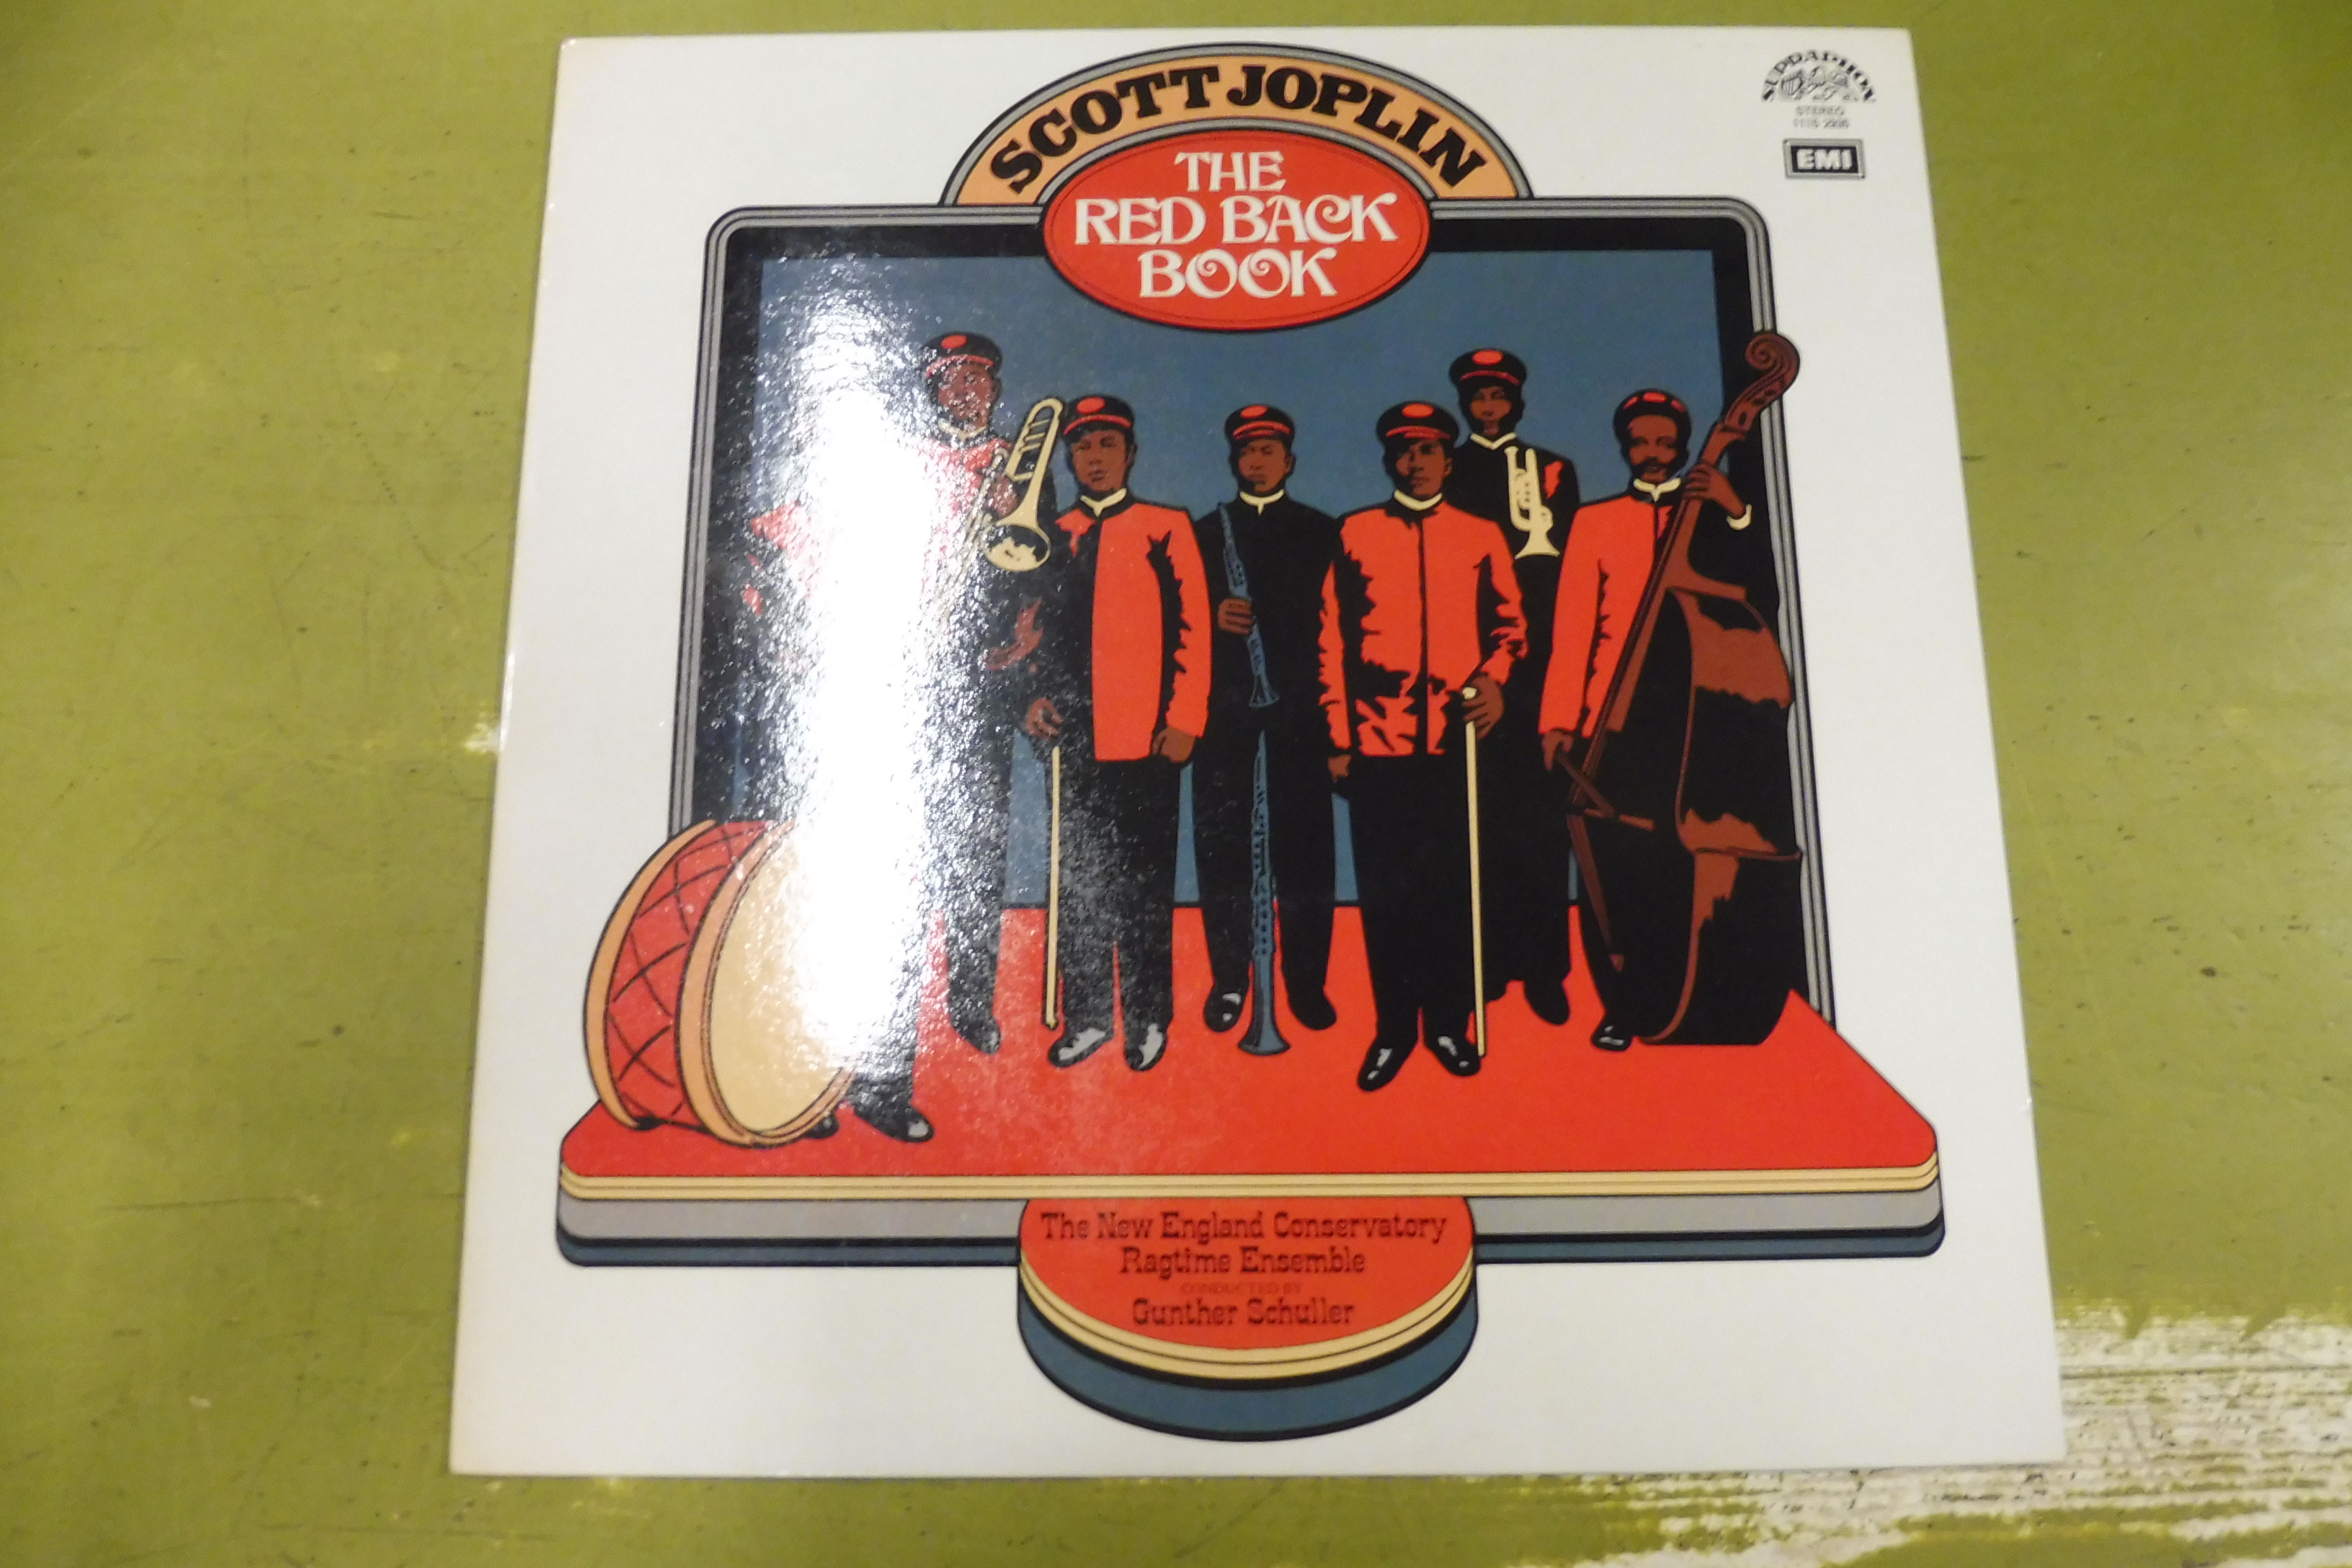 SCOTT JOPLIN
THE
RED BACK
BOOK
SUPRAPHON
STEREO
1115
EMI
The New England Conservatory
Ragtime Ensemble
CONDUCTED BY
Gunther Schuller